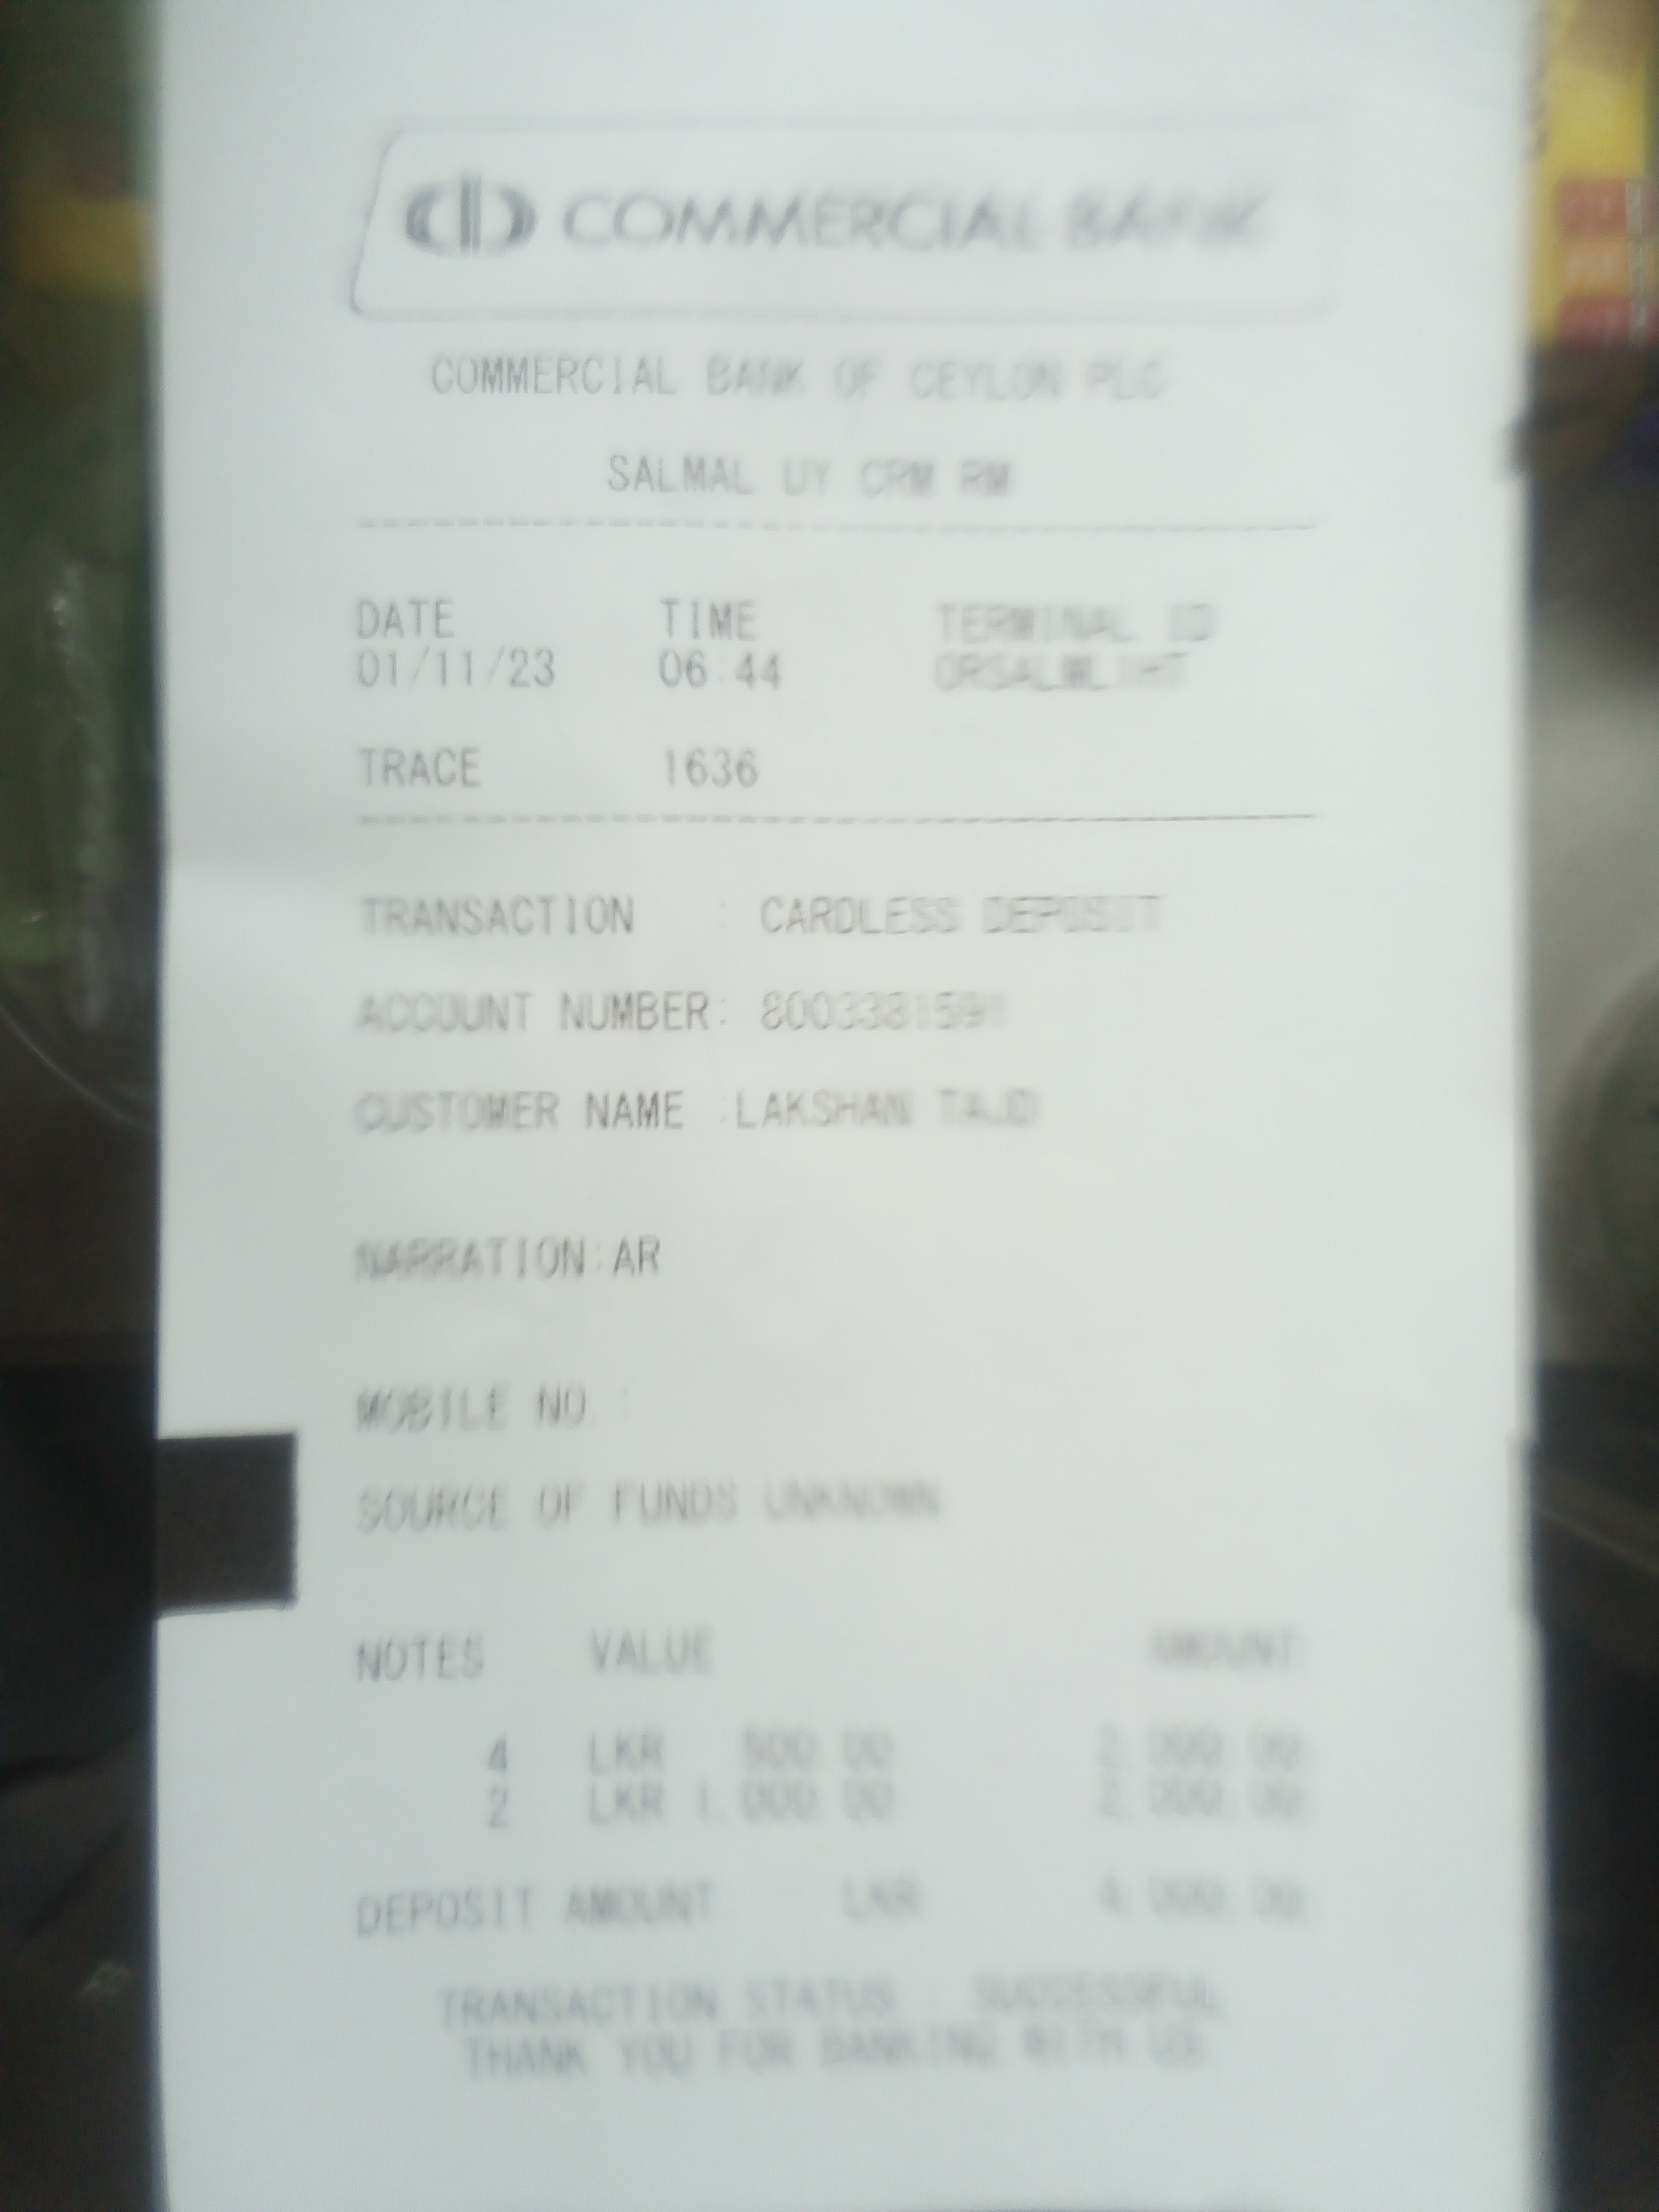 COMMERCIAL BANK
COMMERCIAL BANK OF CEYLON PLC
SALMAL UY CRM RM
DATE TIME TERMINAL ID
01/11/23 06:44
TRACE 1636
TRANSACTION : CARDLESS DEPOSIT
ACCOUNT NUMBER: 8003381591
CUSTOMER NAME :LAKSHAN TAJD
NARRATION:AR
MOBILE NO :
SOURCE OF FUNDS UNKNOWN
NOTES VALUE AMOUNT
4 LKR 500.00 2,000.00
2 LKR 1,000.00 2,000.00
DEPOSIT AMOUNT LKR 4,000.00
TRANSACTION STATUS : SUCCESSFUL
THANK YOU FOR BANKING WITH US